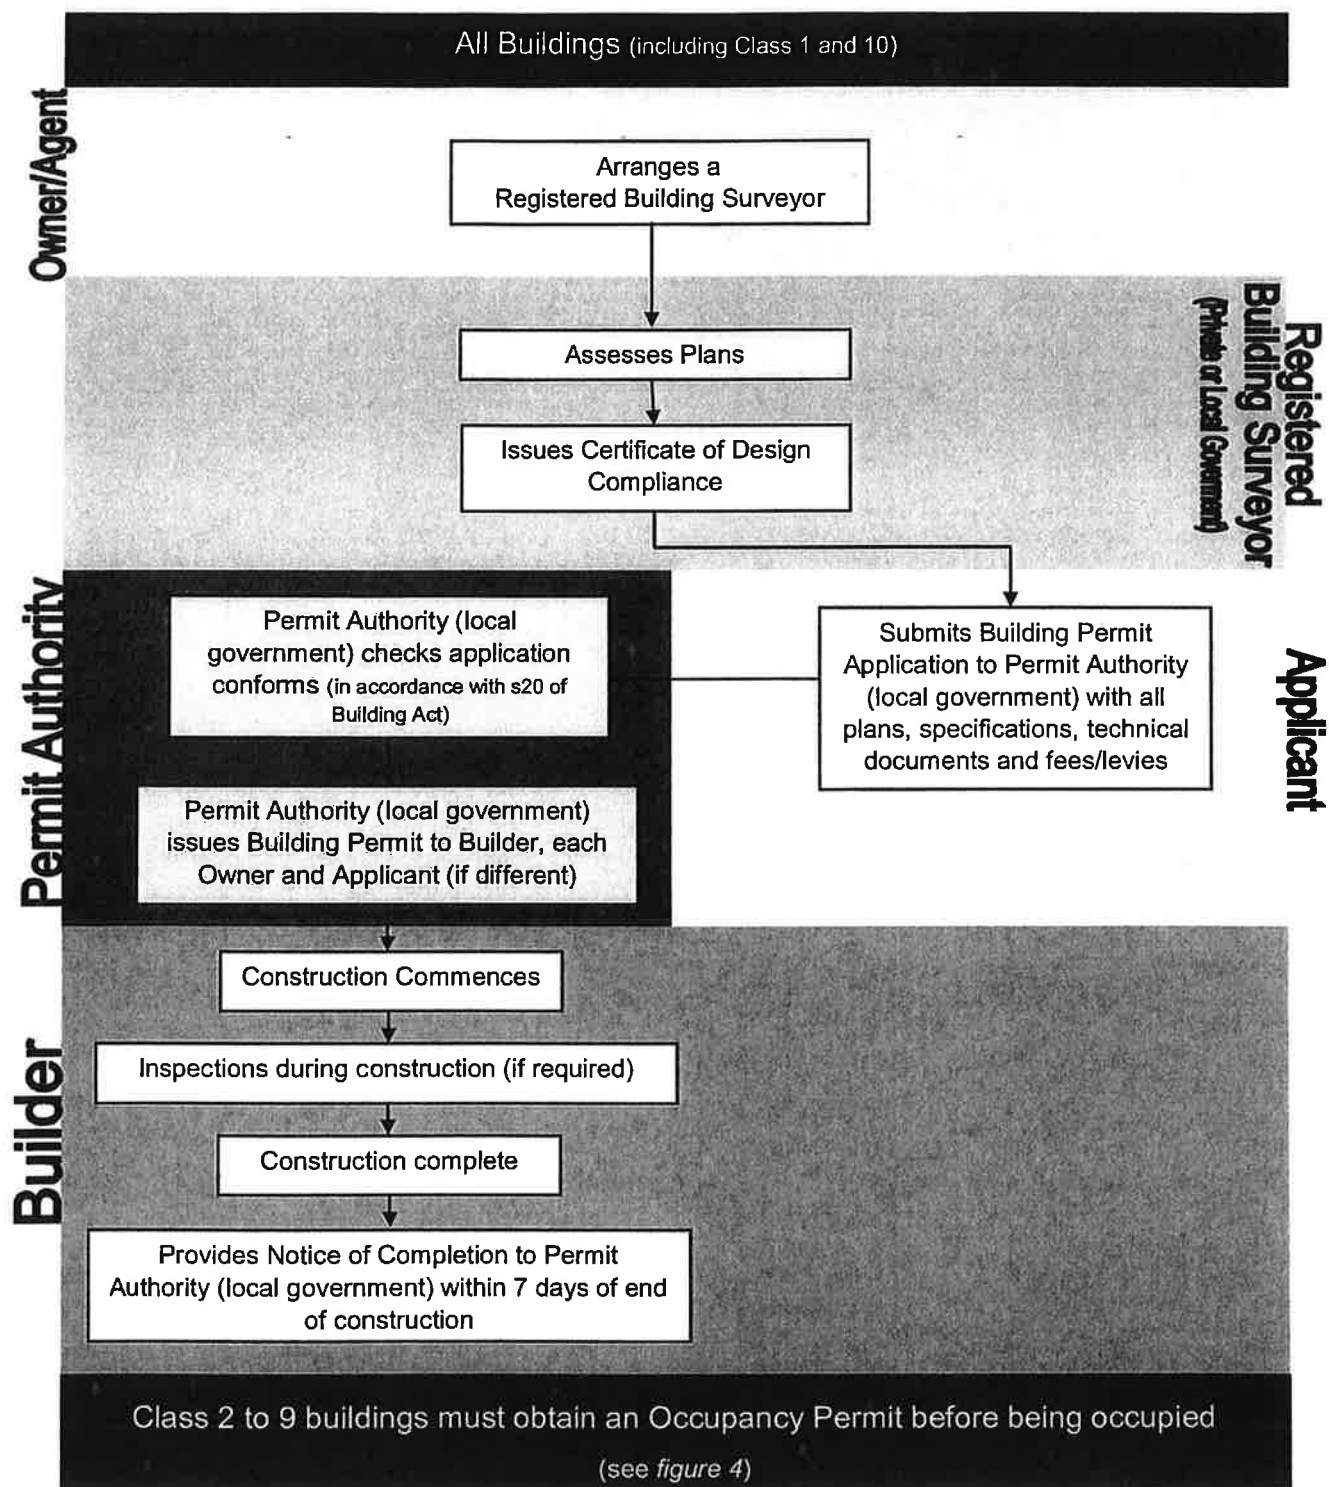 All Buildings (including Class 1 and 10)
Owner/Agent
Arranges a
Registered Building Surveyor
Registered
Building Surveyor
(Private or Local Government)
Assesses Plans
Issues Certificate of Design
Compliance
Permit Authority
Permit Authority (local
government) checks application
conforms (in accordance with s20 of
Building Act)
Applicant
Submits Building Permit
Application to Permit Authority
(local government) with all
plans, specifications, technical
documents and fees/levies
Permit Authority (local government)
issues Building Permit to Builder, each
Owner and Applicant (if different)
Builder
Construction Commences
Inspections during construction (if required)
Construction complete
Provides Notice of Completion to Permit
Authority (local government) within 7 days of end
of construction
Class 2 to 9 buildings must obtain an Occupancy Permit before being occupied
(see figure 4)